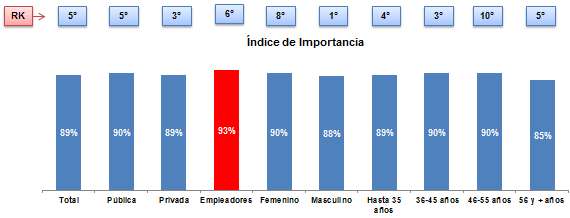 RK 5° 5° 3° 6° 8° 1° 4° 3° 10° 5°
Índice de Importancia
89% 90% 89% 93% 90% 88% 89% 90% 90% 85%
Total Pública Privada Empleadores Femenino Masculino Hasta 35 años 36-45 años 46-55 años 56 y + años